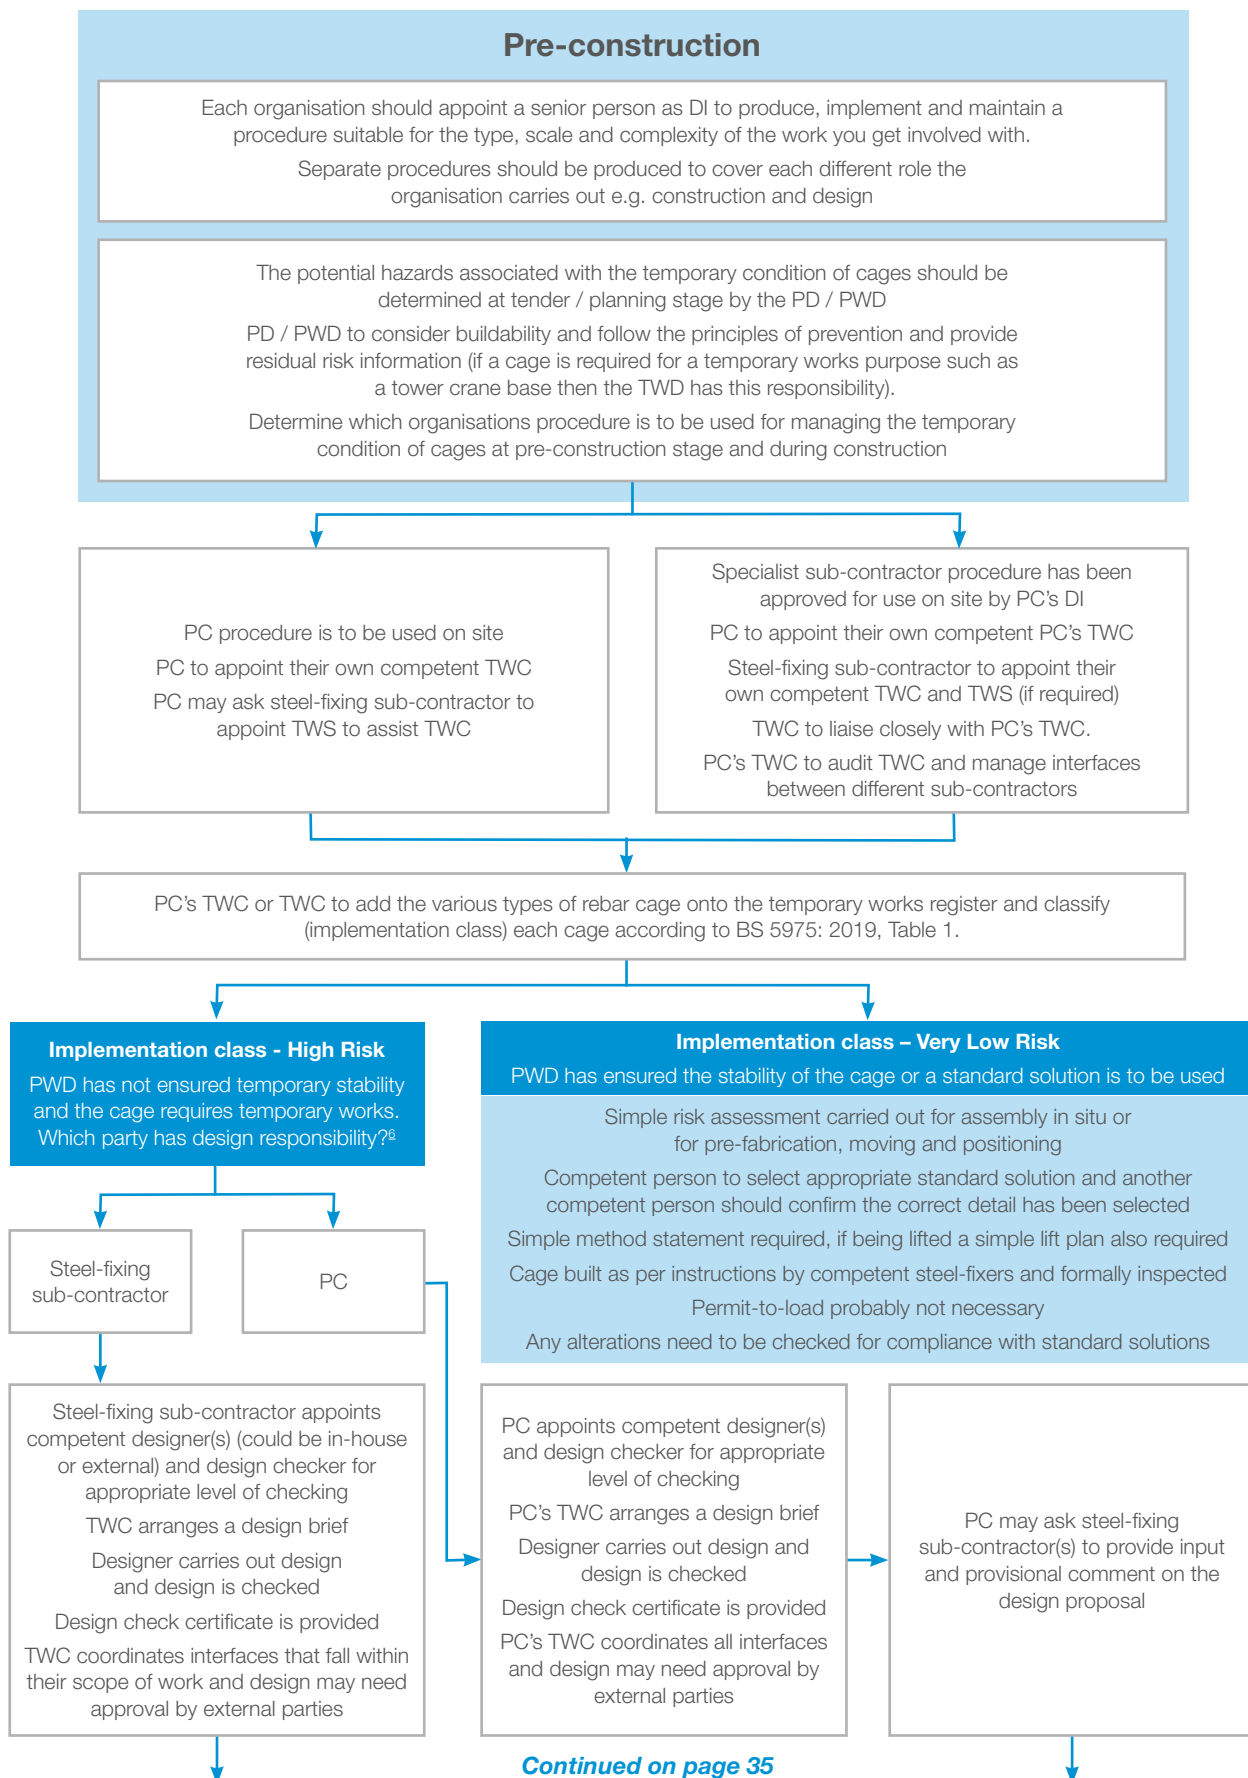 Pre-construction
Each organisation should appoint a senior person as DI to produce, implement and maintain a
procedure suitable for the type, scale and complexity of the work you get involved with.
Separate procedures should be produced to cover each different role the
organisation carries out e.g. construction and design
The potential hazards associated with the temporary condition of cages should be
determined at tender / planning stage by the PD / PWD
PD / PWD to consider buildability and follow the principles of prevention and provide
residual risk information (if a cage is required for a temporary works purpose such as
a tower crane base then the TWD has this responsibility).
Determine which organisations procedure is to be used for managing the temporary
condition of cages at pre-construction stage and during construction
PC procedure is to be used on site
PC to appoint their own competent TWC
PC may ask steel-fixing sub-contractor to
appoint TWS to assist TWC
Specialist sub-contractor procedure has been
approved for use on site by PC's DI
PC to appoint their own competent PC's TWC
Steel-fixing sub-contractor to appoint their
own competent TWC and TWS (if required)
TWC to liaise closely with PC's TWC.
PC's TWC to audit TWC and manage interfaces
between different sub-contractors
PC's TWC or TWC to add the various types of rebar cage onto the temporary works register and classify
(implementation class) each cage according to BS 5975: 2019, Table 1.
Implementation class - High Risk
PWD has not ensured temporary stability
and the cage requires temporary works.
Which party has design responsibility?6
Implementation class – Very Low Risk
PWD has ensured the stability of the cage or a standard solution is to be used
Simple risk assessment carried out for assembly in situ or
for pre-fabrication, moving and positioning
Competent person to select appropriate standard solution and another
competent person should confirm the correct detail has been selected
Simple method statement required, if being lifted a simple lift plan also required
Cage built as per instructions by competent steel-fixers and formally inspected
Permit-to-load probably not necessary
Any alterations need to be checked for compliance with standard solutions
Steel-fixing
sub-contractor
PC
Steel-fixing sub-contractor appoints
competent designer(s) (could be in-house
or external) and design checker for
appropriate level of checking
TWC arranges a design brief
Designer carries out design
and design is checked
Design check certificate is provided
TWC coordinates interfaces that fall within
their scope of work and design may need
approval by external parties
PC appoints competent designer(s)
and design checker for appropriate
level of checking
PC's TWC arranges a design brief
Designer carries out design and
design is checked
Design check certificate is provided
PC's TWC coordinates all interfaces
and design may need approval by
external parties
PC may ask steel-fixing
sub-contractor(s) to provide input
and provisional comment on the
design proposal
Continued on page 35